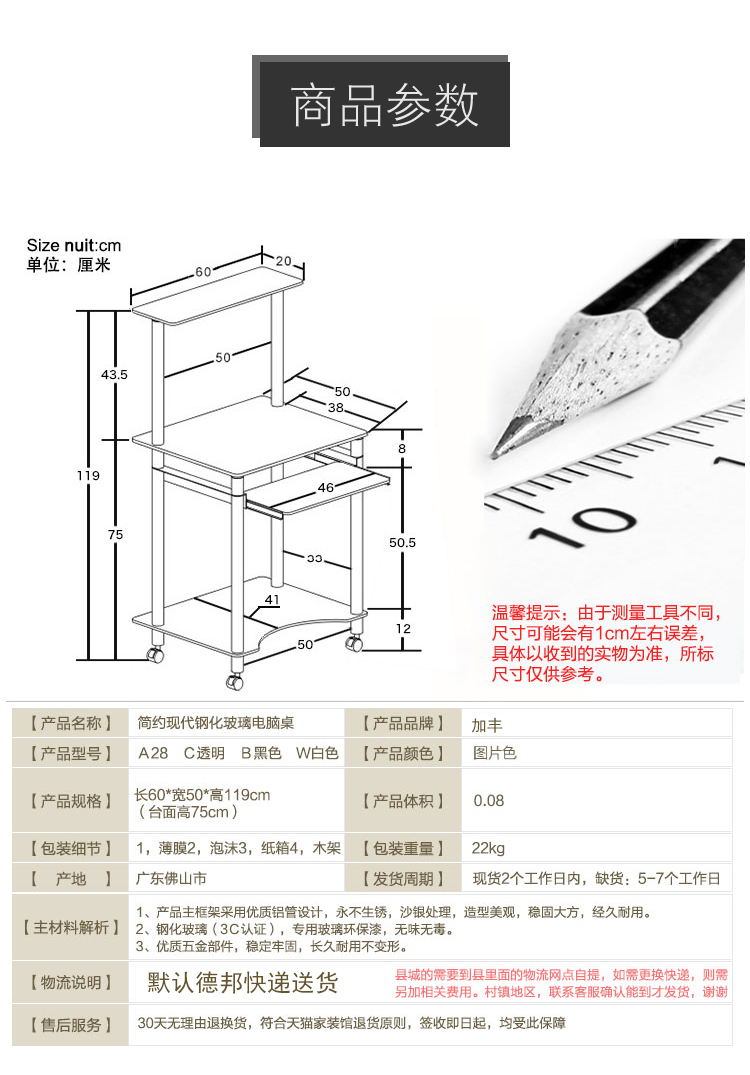 商品参数
Size nuit:cm
单位：厘米
60
20
50
43.5
50
38
8
119
46
75
50.5
33
41
12
50
10
1
温馨提示：由于测量工具不同，
尺寸可能会有1cm左右误差，
具体以收到的实物为准，所标
尺寸仅供参考。
【产品名称】 简约现代钢化玻璃电脑桌 【产品品牌】 加丰
【产品型号】 A28 C透明 B黑色 W白色 【产品颜色】 图片色
【产品规格】 长60*宽50*高119cm
（台面高75cm） 【产品体积】 0.08
【包装细节】 1，薄膜2，泡沫3，纸箱4，木架 【包装重量】 22kg
【 产地 】 广东佛山市 【发货周期】 现货2个工作日内，缺货：5-7个工作日
【主材料解析】 1、产品主框架采用优质铝管设计，永不生锈，沙银处理，造型美观，稳固大方，经久耐用。
2、钢化玻璃（3C认证），专用玻璃环保漆，无味无毒。
3、优质五金部件，稳定牢固，长久耐用不变形。
【物流说明】 默认德邦快递送货 县城的需要到县里面的物流网点自提，如需更换快递，则需
另加相关费用。村镇地区，联系客服确认能到才发货，谢谢
【售后服务】 30天无理由退换货，符合天猫家装馆退货原则，签收即日起，均受此保障